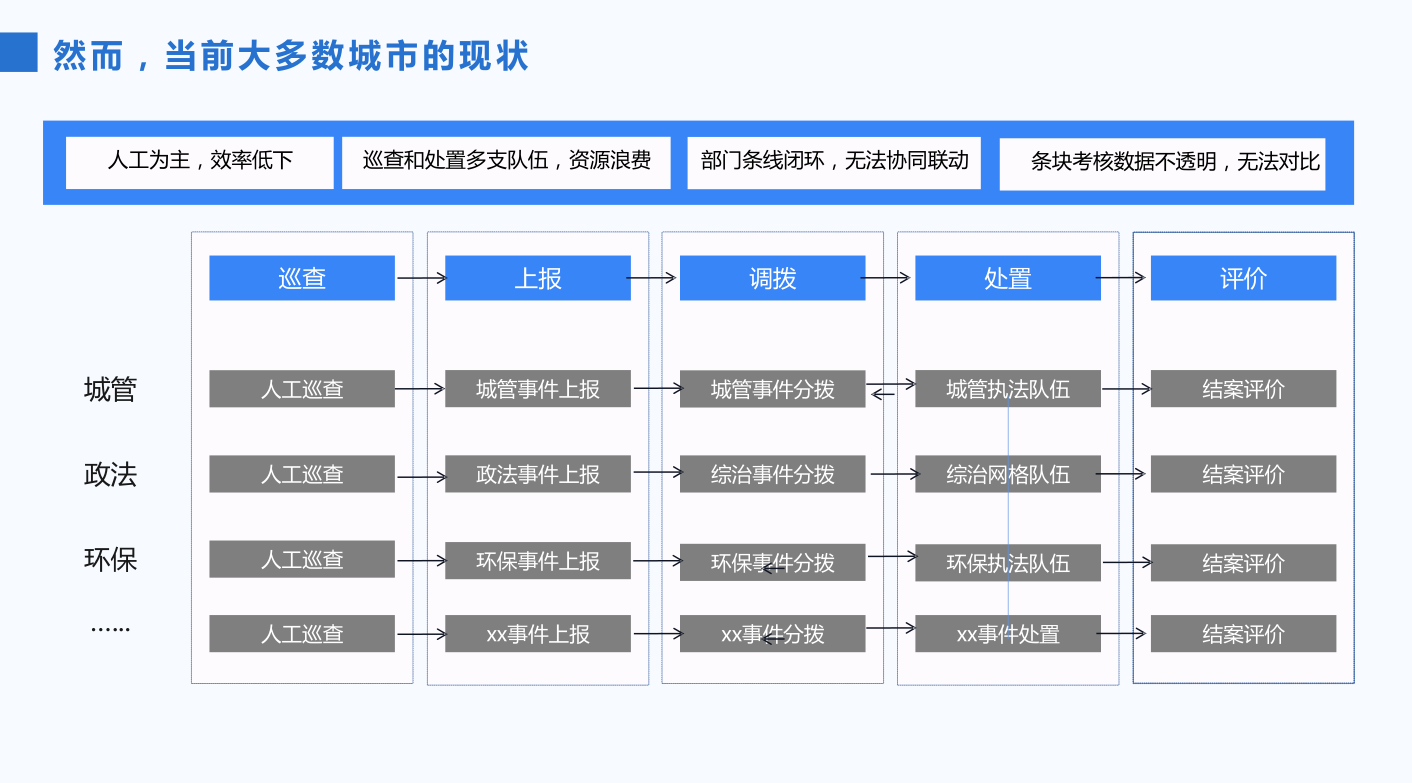 然而，当前大多数城市的现状
人工为主，效率低下
巡查和处置多支队伍，资源浪费
部门条线闭环，无法协同联动
条块考核数据不透明，无法对比
巡查
上报
调拨
处置
评价
城管
人工巡查
城管事件上报
城管事件分拨
城管执法队伍
结案评价
政法
人工巡查
政法事件上报
综治事件分拨
综治网格队伍
结案评价
环保
人工巡查
环保事件上报
环保事件分拨
环保执法队伍
结案评价
……
人工巡查
xx事件上报
xx事件分拨
xx事件处置
结案评价